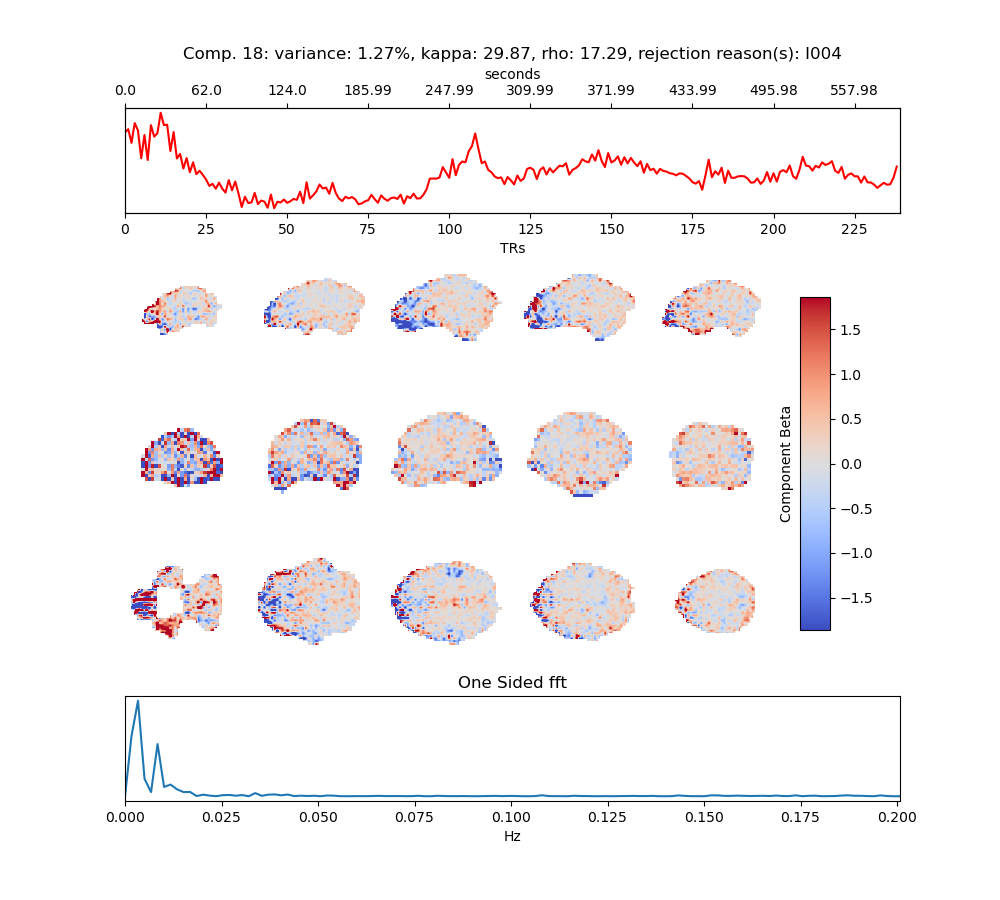 Comp. 18: variance: 1.27%, kappa: 29.87, rho: 17.29, rejection reason(s): I004
seconds
0.0 62.0 124.0 185.99 247.99 309.99 371.99 433.99 495.98 557.98
0 25 50 75 100 125 150 175 200 225
TRs
1.5
1.0
0.5
0.0
−0.5
−1.0
−1.5
Component Beta
One Sided fft
0.000 0.025 0.050 0.075 0.100 0.125 0.150 0.175 0.200
Hz